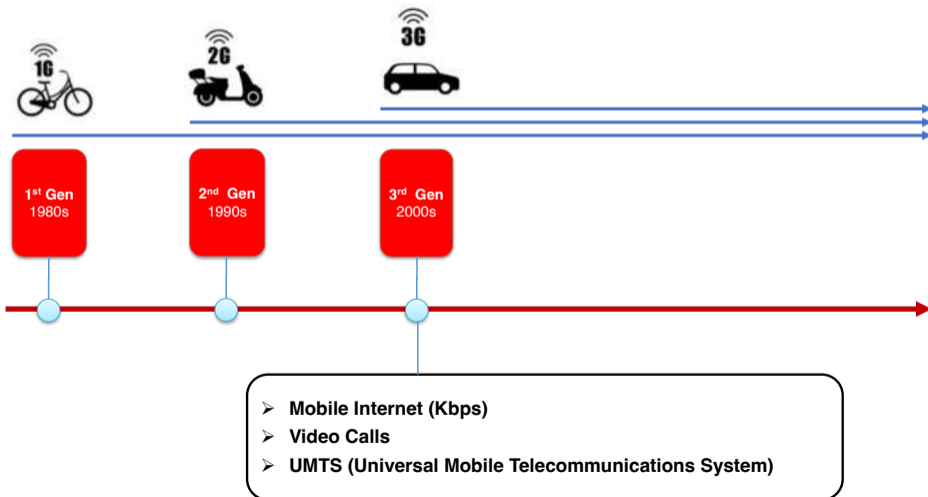 1G
2G
3G
1st Gen
1980s
2nd Gen
1990s
3rd Gen
2000s
➢ Mobile Internet (Kbps)
➢ Video Calls
➢ UMTS (Universal Mobile Telecommunications System)